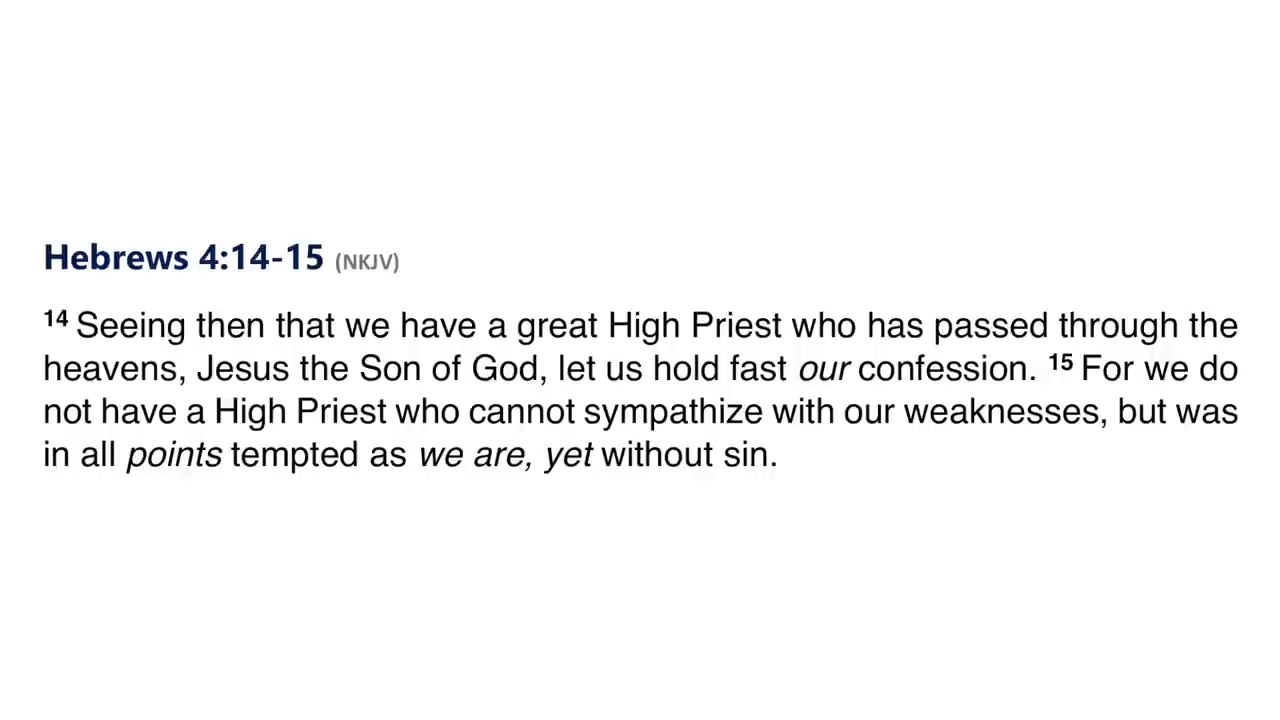 Hebrews 4:14-15 (NKJV)
14 Seeing then that we have a great High Priest who has passed through the
heavens, Jesus the Son of God, let us hold fast our confession. 15 For we do
not have a High Priest who cannot sympathize with our weaknesses, but was
in all points tempted as we are, yet without sin.